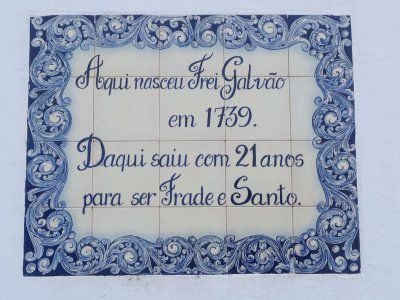 Aqui nasceu Frei Galvão
em 1739.
Daqui saiu com 21 anos
para ser Frade e Santo.